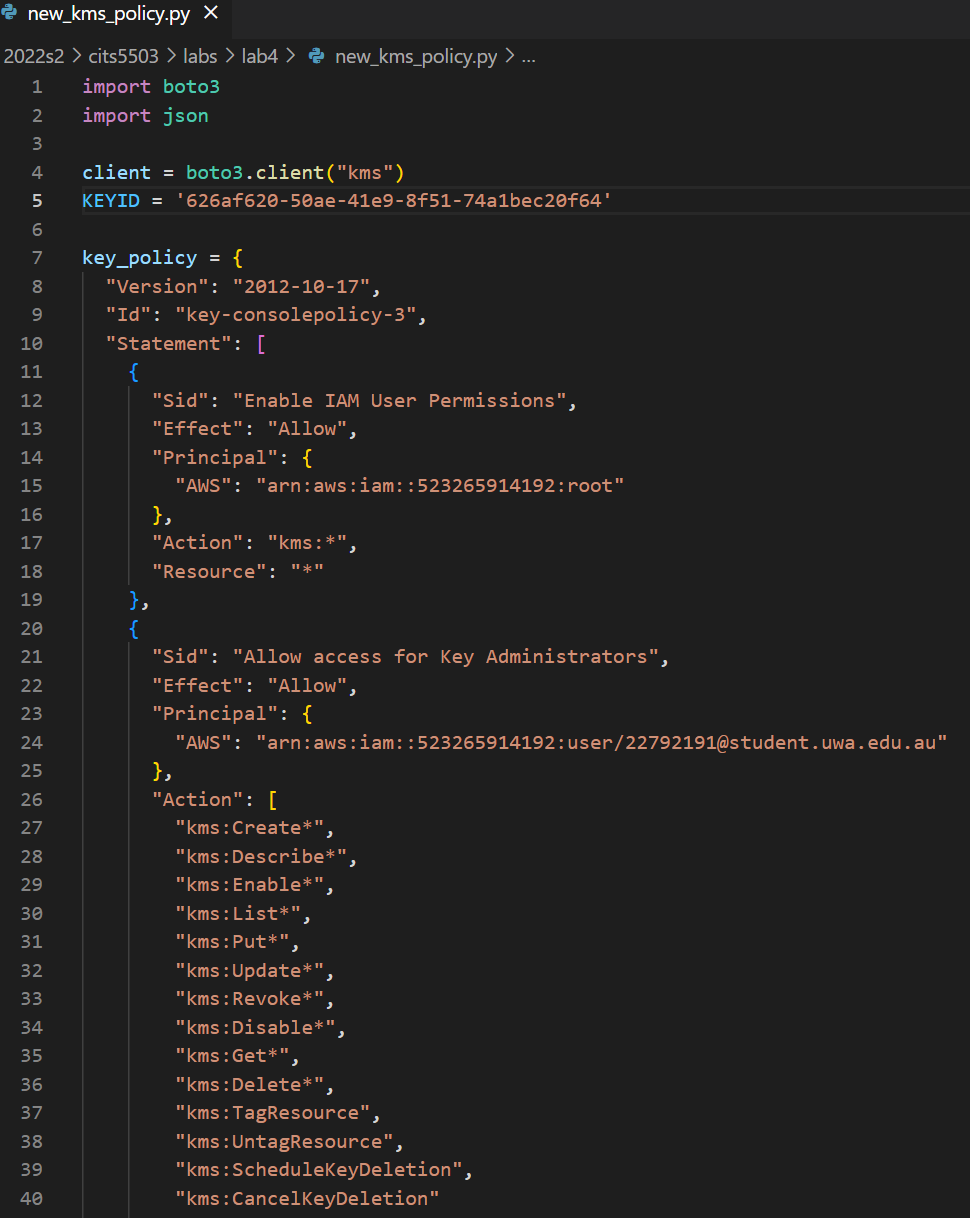 new_kms_policy.py ×
2022s2 > cits5503 > labs > lab4 > new_kms_policy.py > ...
1 import boto3
2 import json
3
4 client = boto3.client("kms")
5 KEYID = '626af620-50ae-41e9-8f51-74a1bec20f64'
6
7 key_policy = {
8 "Version": "2012-10-17",
9 "Id": "key-consolepolicy-3",
10 "Statement": [
11 {
12 "Sid": "Enable IAM User Permissions",
13 "Effect": "Allow",
14 "Principal": {
15 "AWS": "arn:aws:iam::523265914192:root"
16 },
17 "Action": "kms:*",
18 "Resource": "*"
19 },
20 {
21 "Sid": "Allow access for Key Administrators",
22 "Effect": "Allow",
23 "Principal": {
24 "AWS": "arn:aws:iam::523265914192:user/22792191@student.uwa.edu.au"
25 },
26 "Action": [
27 "kms:Create*",
28 "kms:Describe*",
29 "kms:Enable*",
30 "kms:List*",
31 "kms:Put*",
32 "kms:Update*",
33 "kms:Revoke*",
34 "kms:Disable*",
35 "kms:Get*",
36 "kms:Delete*",
37 "kms:TagResource",
38 "kms:UntagResource",
39 "kms:ScheduleKeyDeletion",
40 "kms:CancelKeyDeletion"